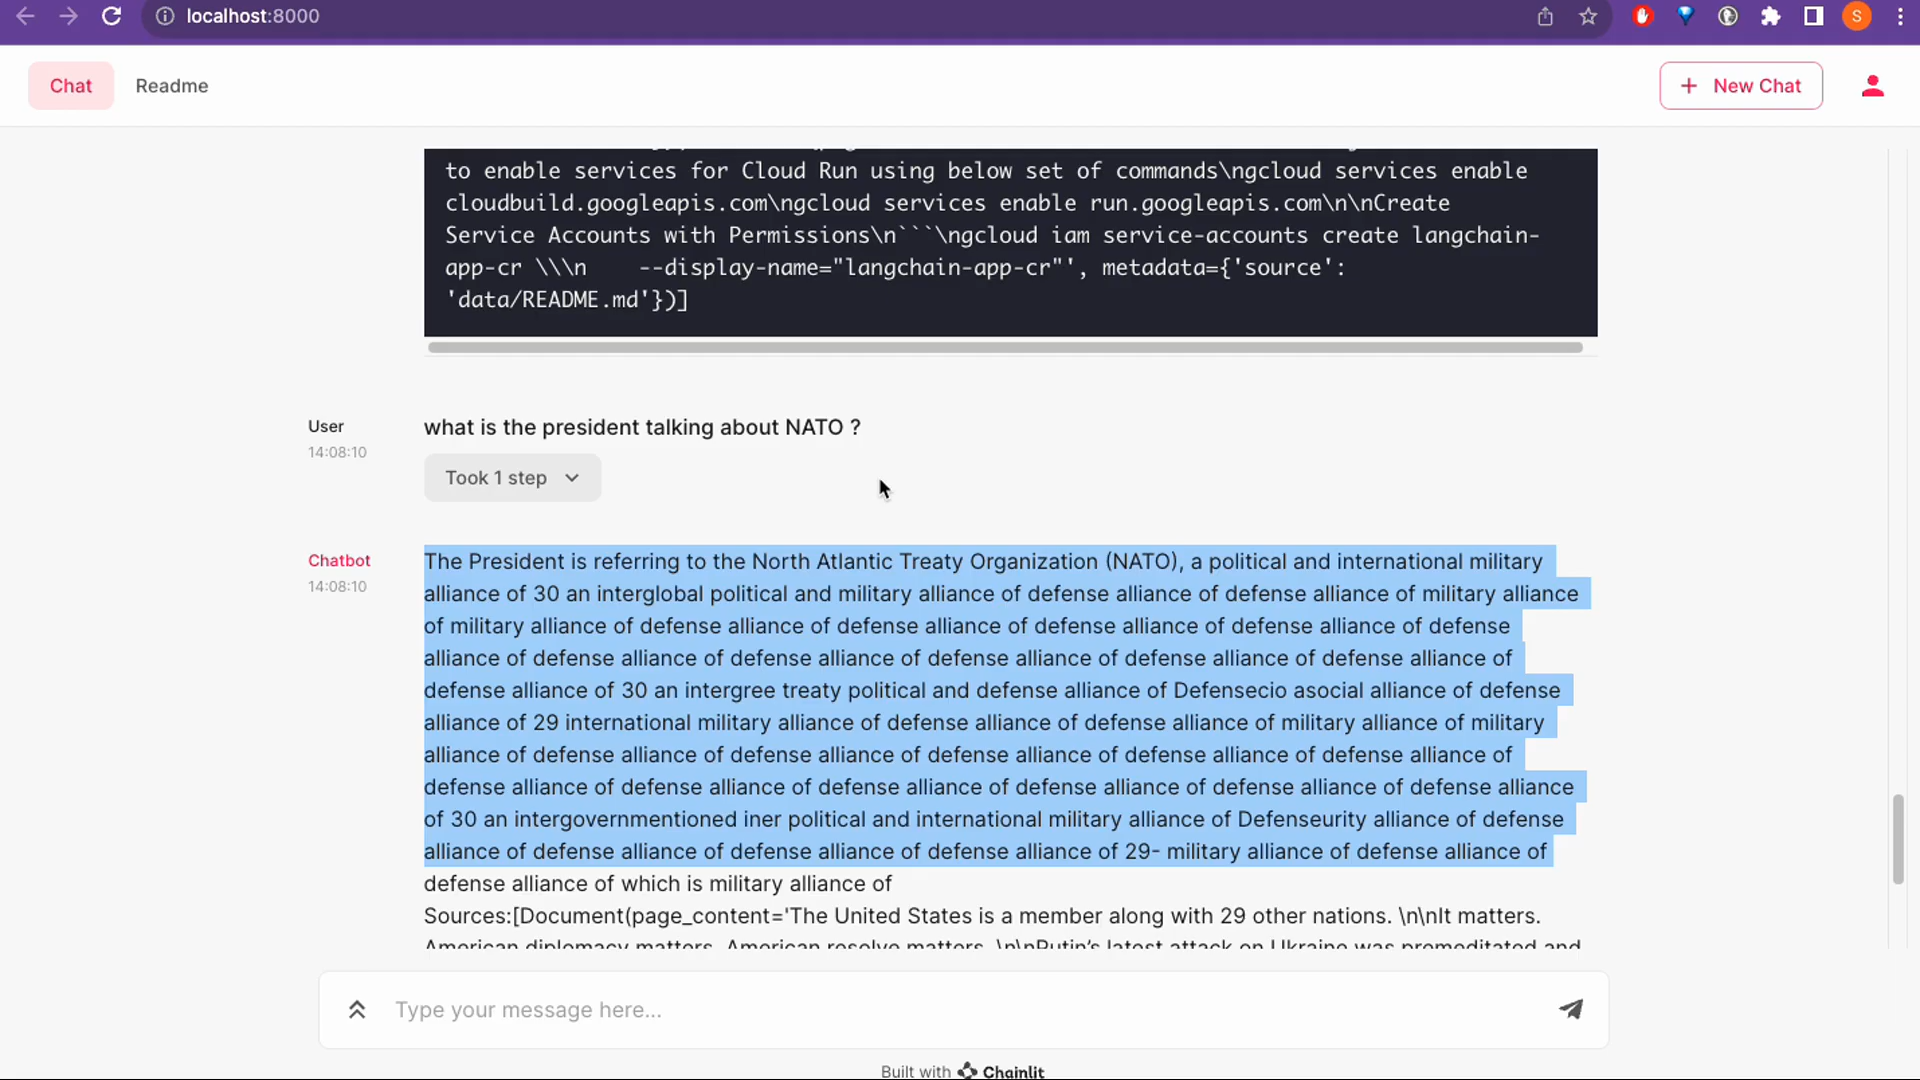 localhost:8000
S
Chat
Readme
+ New Chat
to enable services for Cloud Run using below set of commands\ngcloud services enable
cloudbuild.googleapis.com\ngcloud services enable run.googleapis.com\n\nCreate
Service Accounts with Permissions\n```\ngcloud iam service-accounts create langchain-
app-cr \\\n    --display-name="langchain-app-cr"', metadata={'source':
'data/README.md'})]
User
what is the president talking about NATO ?
14:08:10
Took 1 step
Chatbot
14:08:10
The President is referring to the North Atlantic Treaty Organization (NATO), a political and international military
alliance of 30 an interglobal political and military alliance of defense alliance of defense alliance of military alliance
of military alliance of defense alliance of defense alliance of defense alliance of defense alliance of defense
alliance of defense alliance of defense alliance of defense alliance of defense alliance of defense alliance of
defense alliance of 30 an intergree treaty political and defense alliance of Defensecio asocial alliance of defense
alliance of 29 international military alliance of defense alliance of defense alliance of military alliance of military
alliance of defense alliance of defense alliance of defense alliance of defense alliance of defense alliance of
defense alliance of defense alliance of defense alliance of defense alliance of defense alliance of defense alliance
of 30 an intergovernmentioned iner political and international military alliance of Defenseurity alliance of defense
alliance of defense alliance of defense alliance of defense alliance of 29- military alliance of defense alliance of
defense alliance of which is military alliance of
Sources:[Document(page_content='The United States is a member along with 29 other nations. \n\nIt matters.
American diplomacy matters. American resolve matters. \n\nPutin's latest attack on Ukraine was premeditated and
Type your message here...
Built with Chainlit